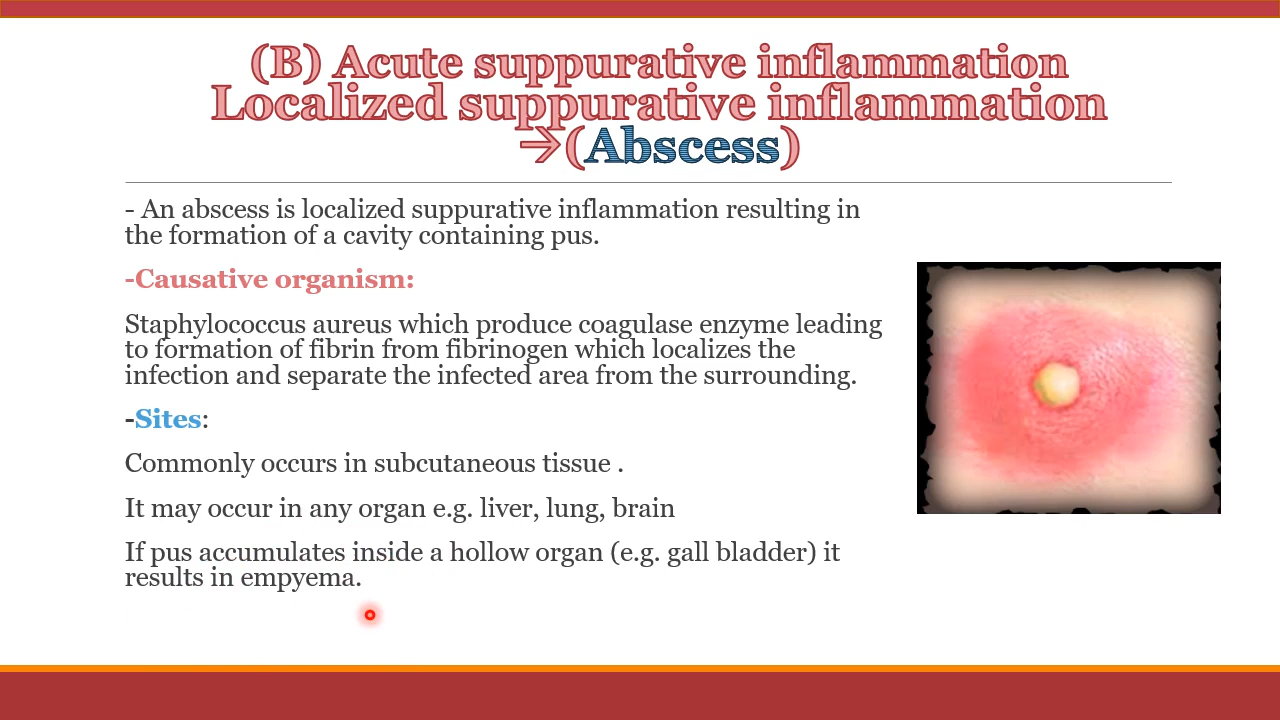 (B) Acute suppurative inflammation
Localized suppurative inflammation
→(Abscess)
- An abscess is localized suppurative inflammation resulting in
the formation of a cavity containing pus.
-Causative organism:
Staphylococcus aureus which produce coagulase enzyme leading
to formation of fibrin from fibrinogen which localizes the
infection and separate the infected area from the surrounding.
-Sites:
Commonly occurs in subcutaneous tissue .
It may occur in any organ e.g. liver, lung, brain
If pus accumulates inside a hollow organ (e.g. gall bladder) it
results in empyema.